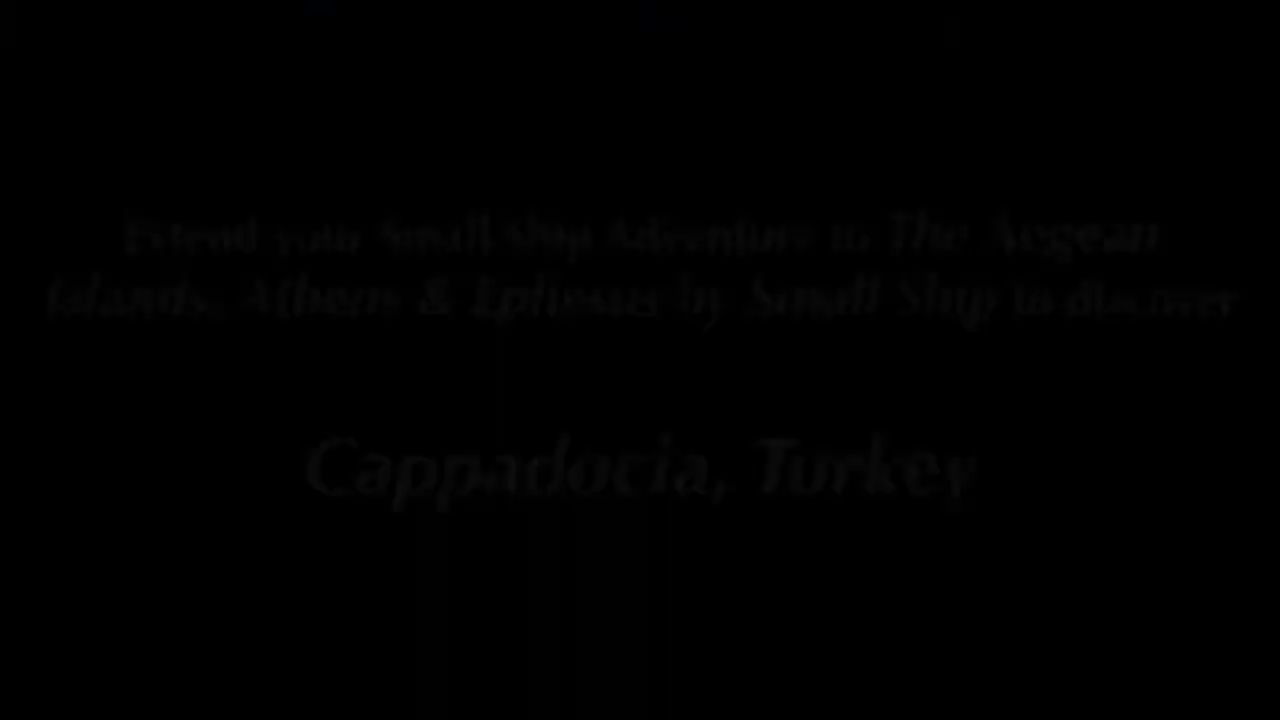 Extend your Small Ship Adventure to The Aegean
Islands, Athens & Ephesus by Small Ship to discover
Cappadocia, Turkey